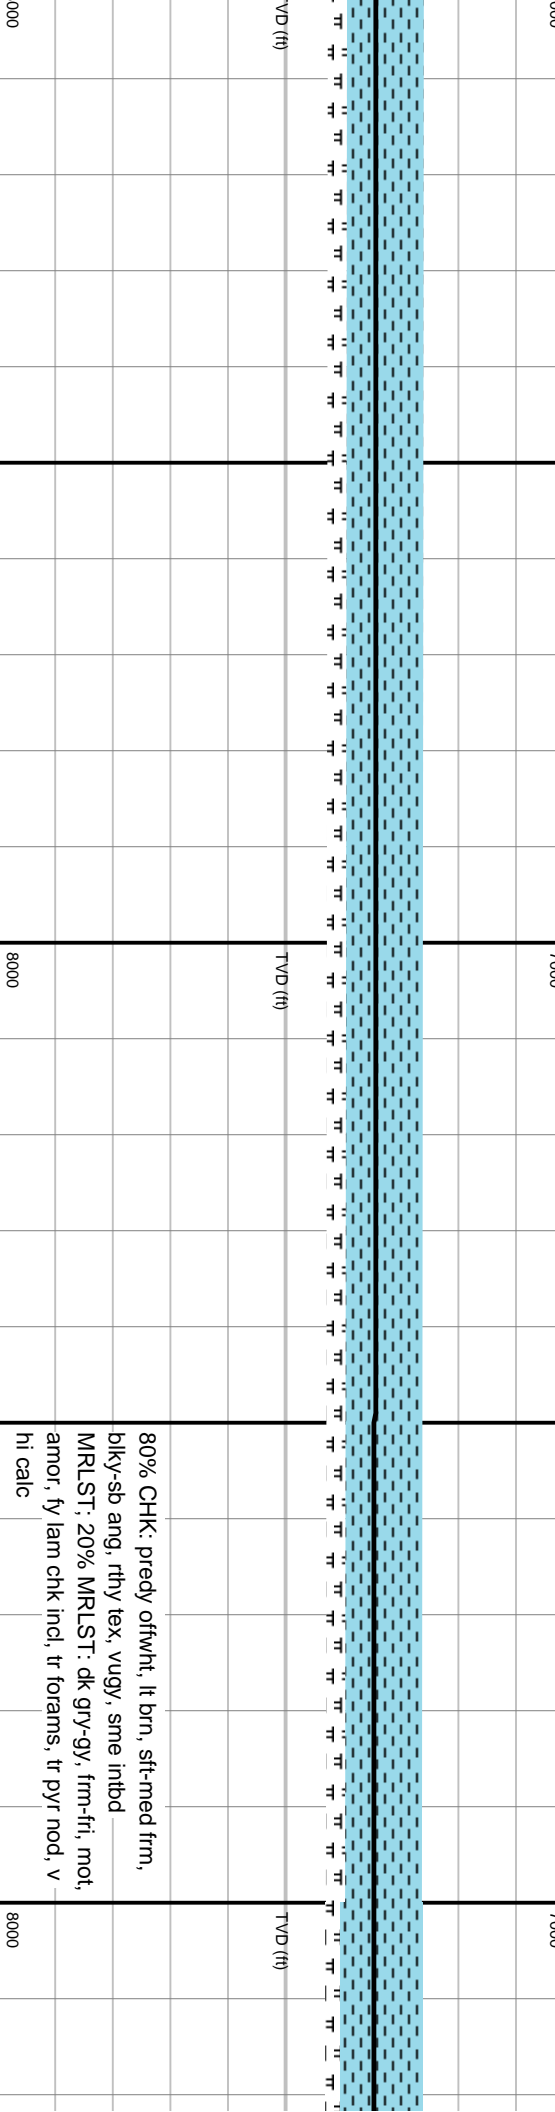 TVD (ft)
8000
TVD (ft)
80% CHK: predy offwht, lt brn, sft-med frm,
blky-sb ang, rthy tex, vugy, sme intbd
MRLST; 20% MRLST: dk gry-gy, frm-fri, mot,
amor, fy lam chk incl, tr forams, tr pyr nod, v
hi calc
8000
TVD (ft)